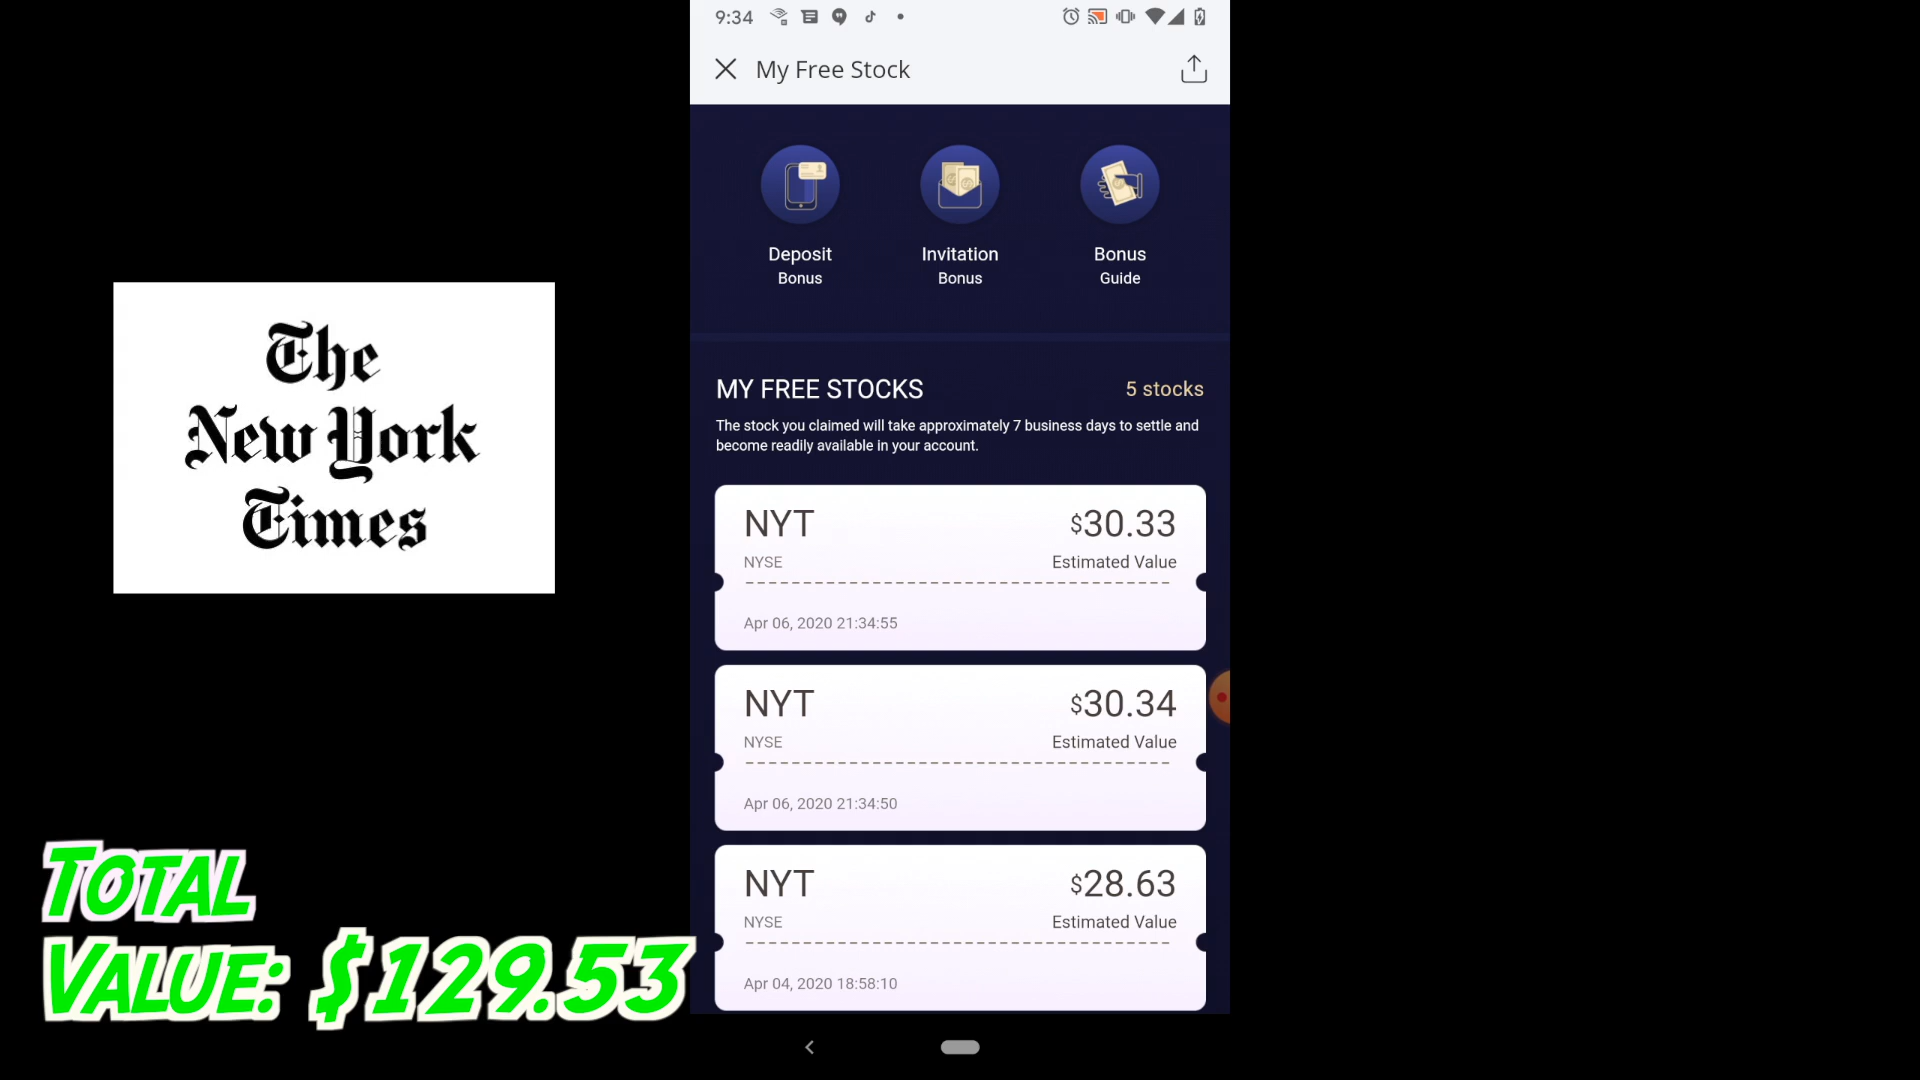 9:34
My Free Stock
Deposit
Bonus
Invitation
Bonus
Bonus
Guide
MY FREE STOCKS
5 stocks
The stock you claimed will take approximately 7 business days to settle and
become readily available in your account.
NYT
$30.33
NYSE
Estimated Value
Apr 06, 2020 21:34:55
NYT
$30.34
NYSE
Estimated Value
Apr 06, 2020 21:34:50
NYT
$28.63
NYSE
Estimated Value
Apr 04, 2020 18:58:10
The
New York
Times
TOTAL
VALUE: $129.53